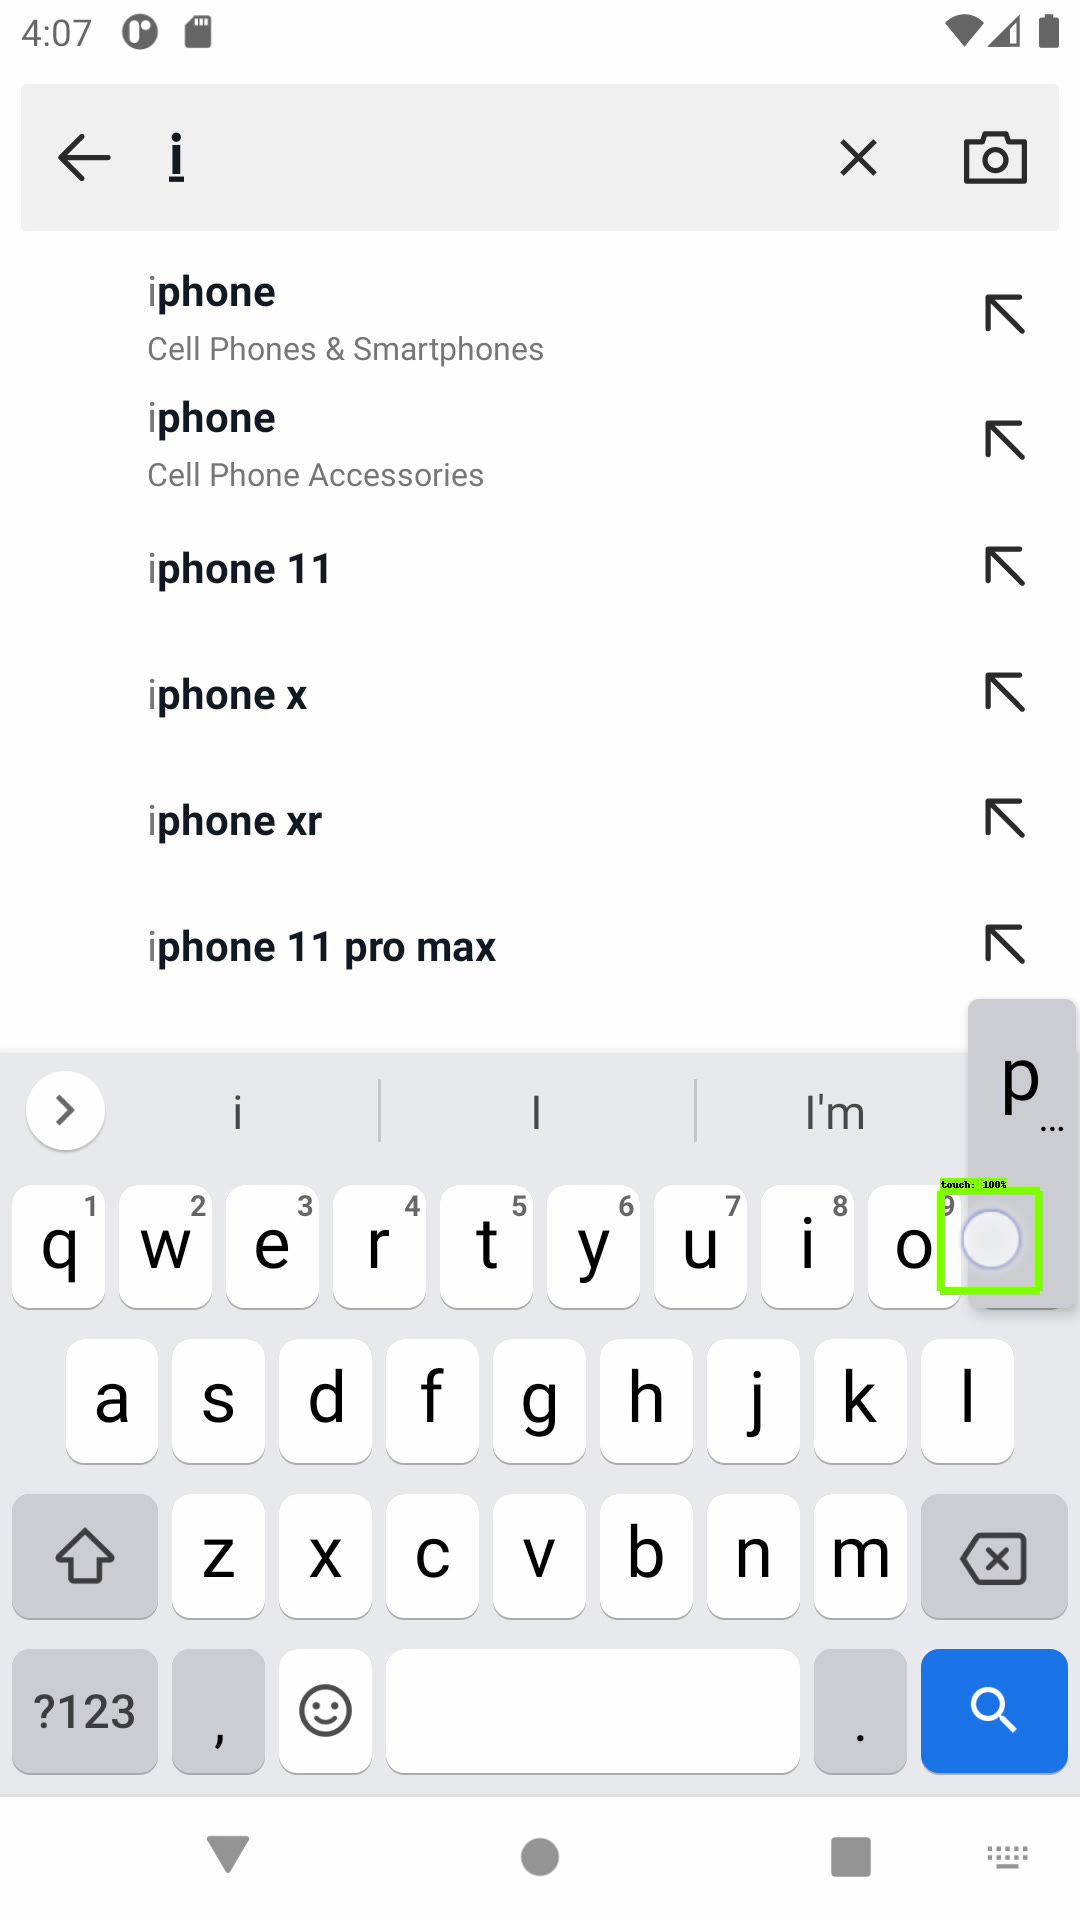 4:07
i
iphone
Cell Phones & Smartphones
iphone
Cell Phone Accessories
iphone 11
iphone x
iphone xr
iphone 11 pro max
p
...
i I I'm
touch: 100%
1 2 3 4 5 6 7 8 9
q w e r t y u i o
a s d f g h j k l
z x c v b n m
?123 , .